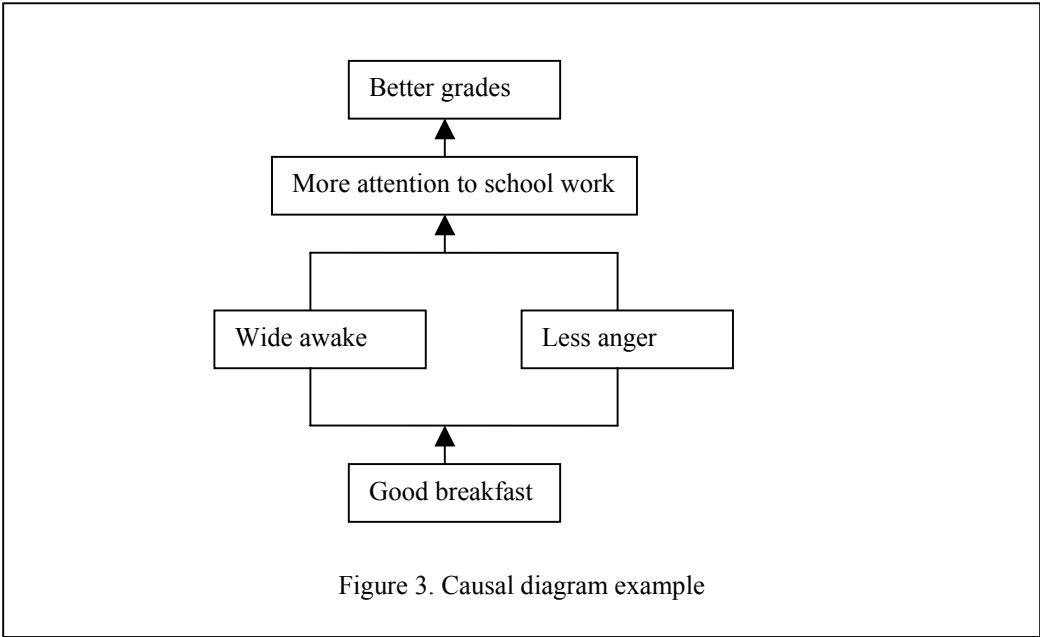 Better grades
More attention to school work
Wide awake
Less anger
Good breakfast
Figure 3. Causal diagram example